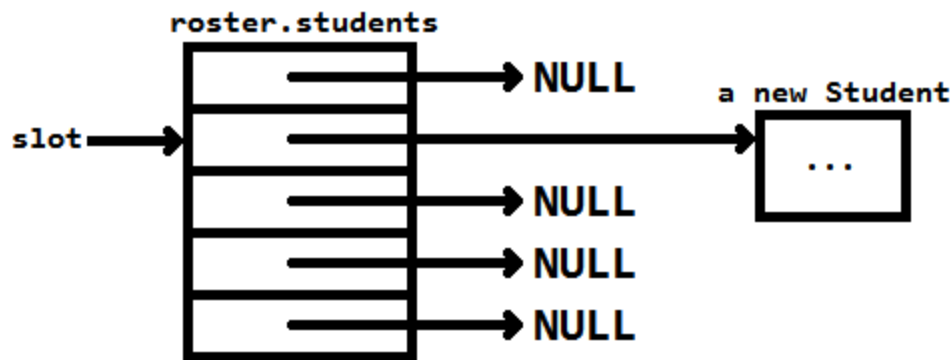 roster.students
NULL
a new Student
slot
...
NULL
NULL
NULL